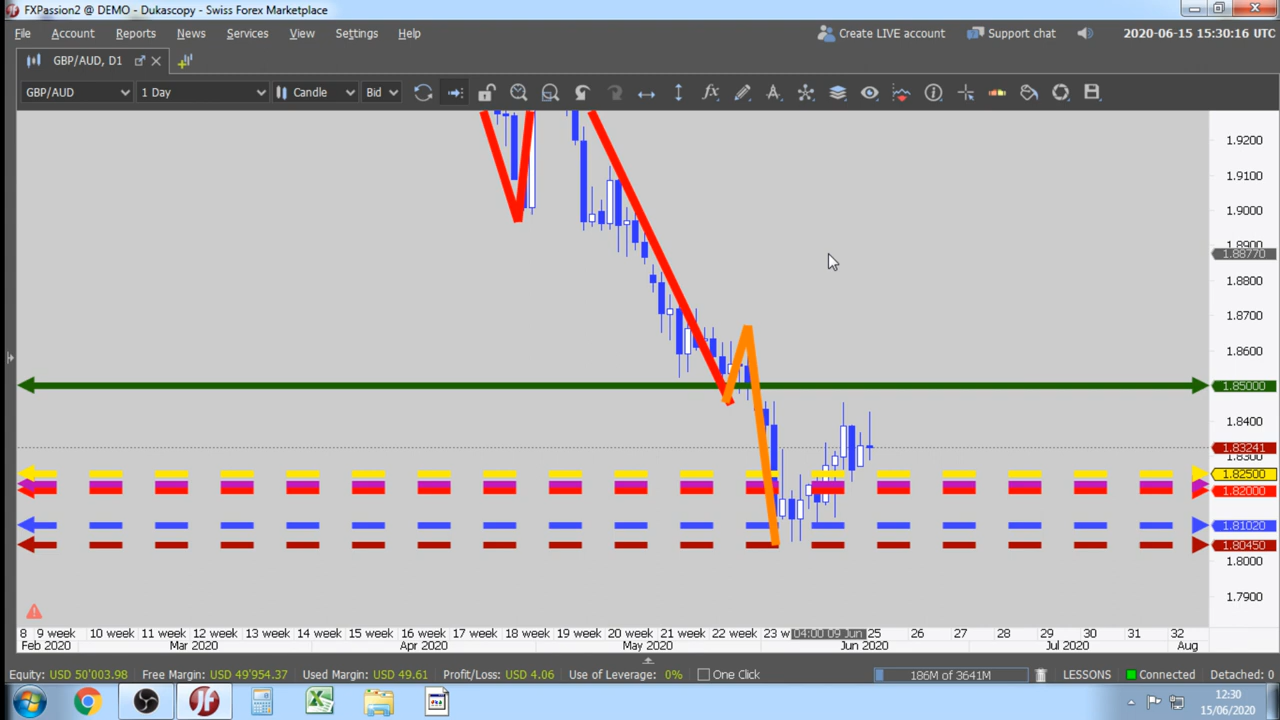 FXPassion2 @ DEMO - Dukascopy - Swiss Forex Marketplace
File Account Reports News Services View Settings Help
Create LIVE account Support chat 2020-06-15 15:30:16 UTC
GBP/AUD, D1
GBP/AUD 1 Day Candle Bid
1.9200
1.9100
1.9000
1.8900
1.88770
1.8800
1.8700
1.8600
1.85000
1.8400
1.83241
1.8300
1.82500
1.82000
1.81020
1.80450
1.8000
1.7900
8 9 week 10 week 11 week 12 week 13 week 14 week 15 week 16 week 17 week 18 week 19 week 20 week 21 week 22 week 23 w 04:00 09 Jun 25 26 27 28 29 30 31 32
Feb 2020 Mar 2020 Apr 2020 May 2020 Jun 2020 Jul 2020 Aug
Equity: USD 50'003.98 Free Margin: USD 49'954.37 Used Margin: USD 49.61 Profit/Loss: USD 4.06 Use of Leverage: 0% One Click 186M of 3641M LESSONS Connected Detached: 0
12:30
15/06/2020